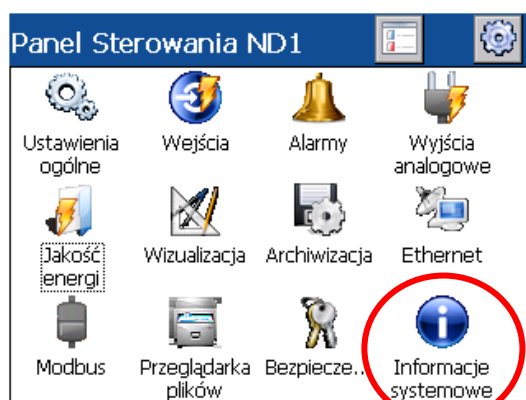 Panel Sterowania ND1
Ustawienia ogólne
Wejścia
Alarmy
Wyjścia analogowe
Jakość energi
Wizualizacja
Archiwizacja
Ethernet
Modbus
Przeglądarka plików
Bezpiecze..
Informacje systemowe